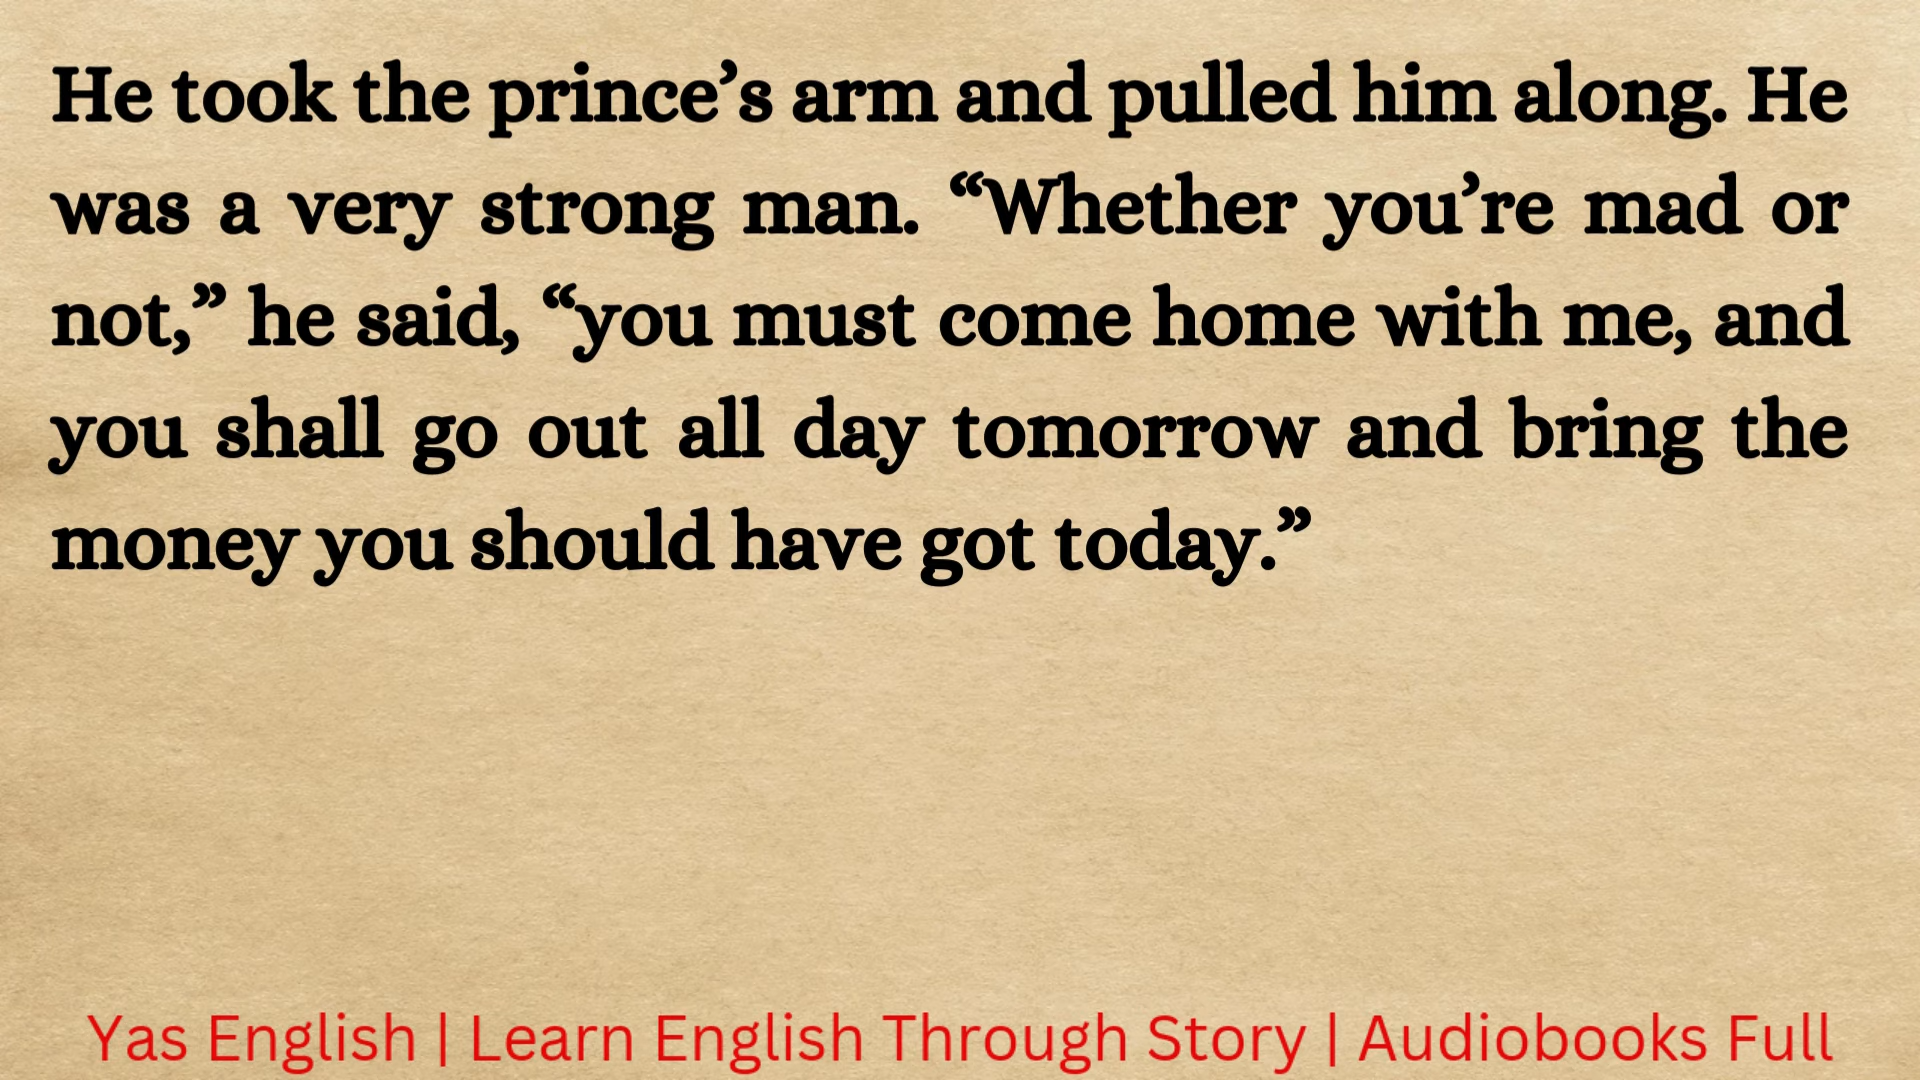 He took the prince’s arm and pulled him along. He
was a very strong man. “Whether you’re mad or
not,” he said, “you must come home with me, and
you shall go out all day tomorrow and bring the
money you should have got today.”
Yas English | Learn English Through Story | Audiobooks Full